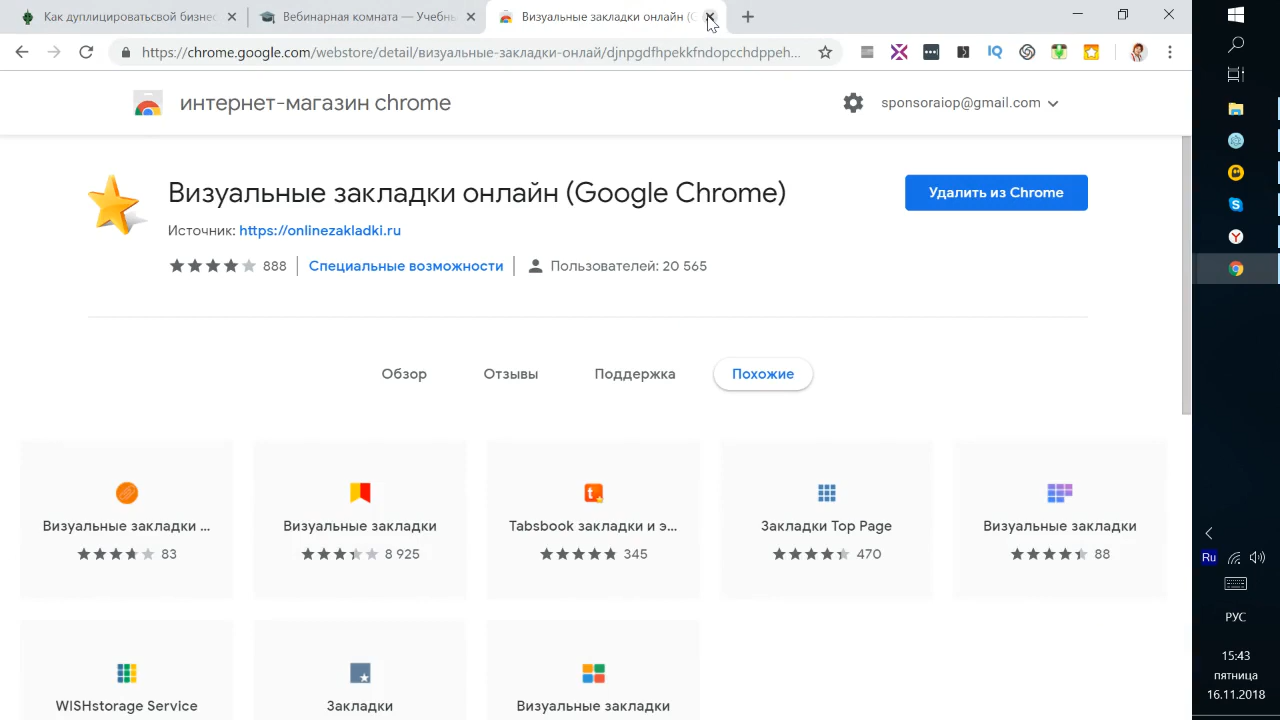 Как дуплицироватьсвой бизнес
Вебинарная комната — Учебнь
Визуальные закладки онлайн (G
https://chrome.google.com/webstore/detail/визуальные-закладки-онлай/djnpgdfhpekkfndopcchdppeh...
IQ
интернет-магазин chrome
sponsoraiop@gmail.com
Визуальные закладки онлайн (Google Chrome)
Удалить из Chrome
Источник: https://onlinezakladki.ru
888
Специальные возможности
Пользователей: 20 565
Обзор
Отзывы
Поддержка
Похожие
Визуальные закладки ...
Визуальные закладки
Tabsbook закладки и э...
Закладки Top Page
Визуальные закладки
83
8 925
345
470
88
WISHstorage Service
Закладки
Визуальные закладки
Ru
РУС
15:43
пятница
16.11.2018